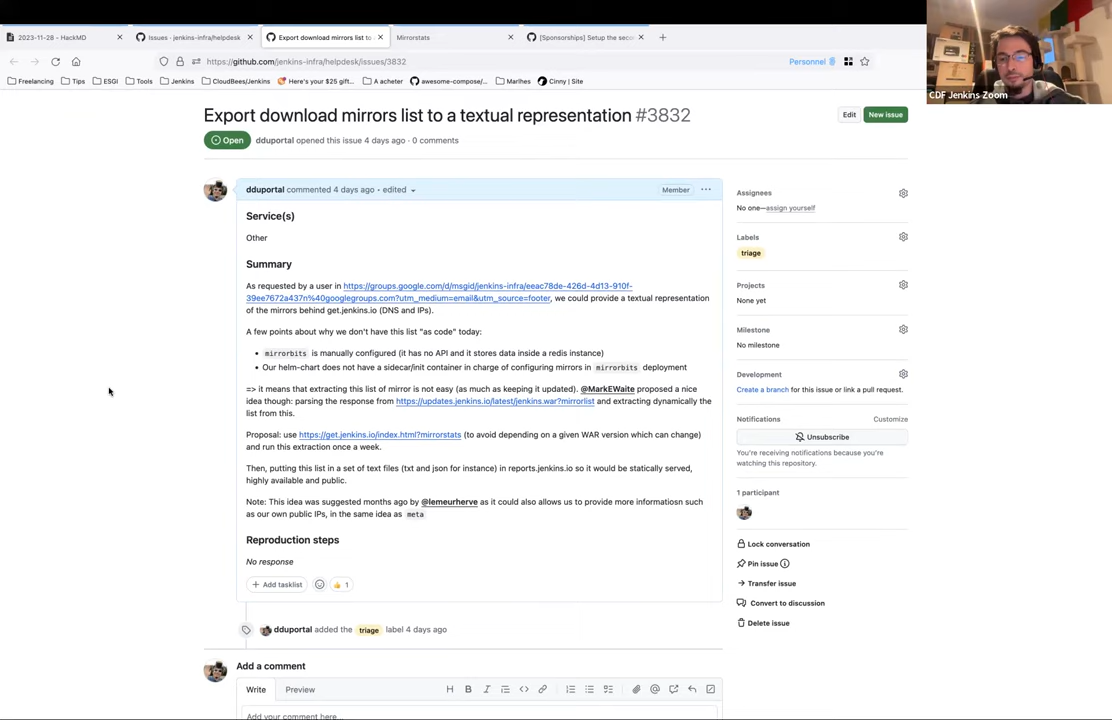 2023-11-28 - HackMD
Issues · jenkins-infra/helpdesk
Export download mirrors list to
Mirrorstats
[Sponsorships] Setup the seco
https://github.com/jenkins-infra/helpdesk/issues/3832
Personnel
Freelancing
Tips
ESGI
Tools
Jenkins
CloudBees/Jenkins
Here's your $25 gift...
A acheter
awesome-compose/...
Marlhes
Cinny | Site
CDF Jenkins Zoom
Export download mirrors list to a textual representation #3832
Edit
New issue
Open
dduportal opened this issue 4 days ago · 0 comments
dduportal commented 4 days ago • edited
Member
Service(s)
Other
Summary
As requested by a user in https://groups.google.com/d/msgid/jenkins-infra/eeac78de-426d-4d13-910f-
39ee7672a437n%40googlegroups.com?utm_medium=email&utm_source=footer, we could provide a textual representation
of the mirrors behind get.jenkins.io (DNS and IPs).
A few points about why we don't have this list "as code" today:
• mirrorbits is manually configured (it has no API and it stores data inside a redis instance)
• Our helm-chart does not have a sidecar/init container in charge of configuring mirrors in mirrorbits deployment
=> it means that extracting this list of mirror is not easy (as much as keeping it updated). @MarkEWaite proposed a nice
idea though: parsing the response from https://updates.jenkins.io/latest/jenkins.war?mirrorlist and extracting dynamically the
list from this.
Proposal: use https://get.jenkins.io/index.html?mirrorstats (to avoid depending on a given WAR version which can change)
and run this extraction once a week.
Then, putting this list in a set of text files (txt and json for instance) in reports.jenkins.io so it would be statically served,
highly available and public.
Note: This idea was suggested months ago by @lemeurherve as it could also allows us to provide more informatiosn such
as our own public IPs, in the same idea as meta
Reproduction steps
No response
Add tasklist
1
dduportal added the triage label 4 days ago
Add a comment
Write
Preview
H B I
Add your comment here...
Assignees
No one—assign yourself
Labels
triage
Projects
None yet
Milestone
No milestone
Development
Create a branch for this issue or link a pull request.
Notifications
Customize
Unsubscribe
You're receiving notifications because you're
watching this repository.
1 participant
Lock conversation
Pin issue
Transfer issue
Convert to discussion
Delete issue